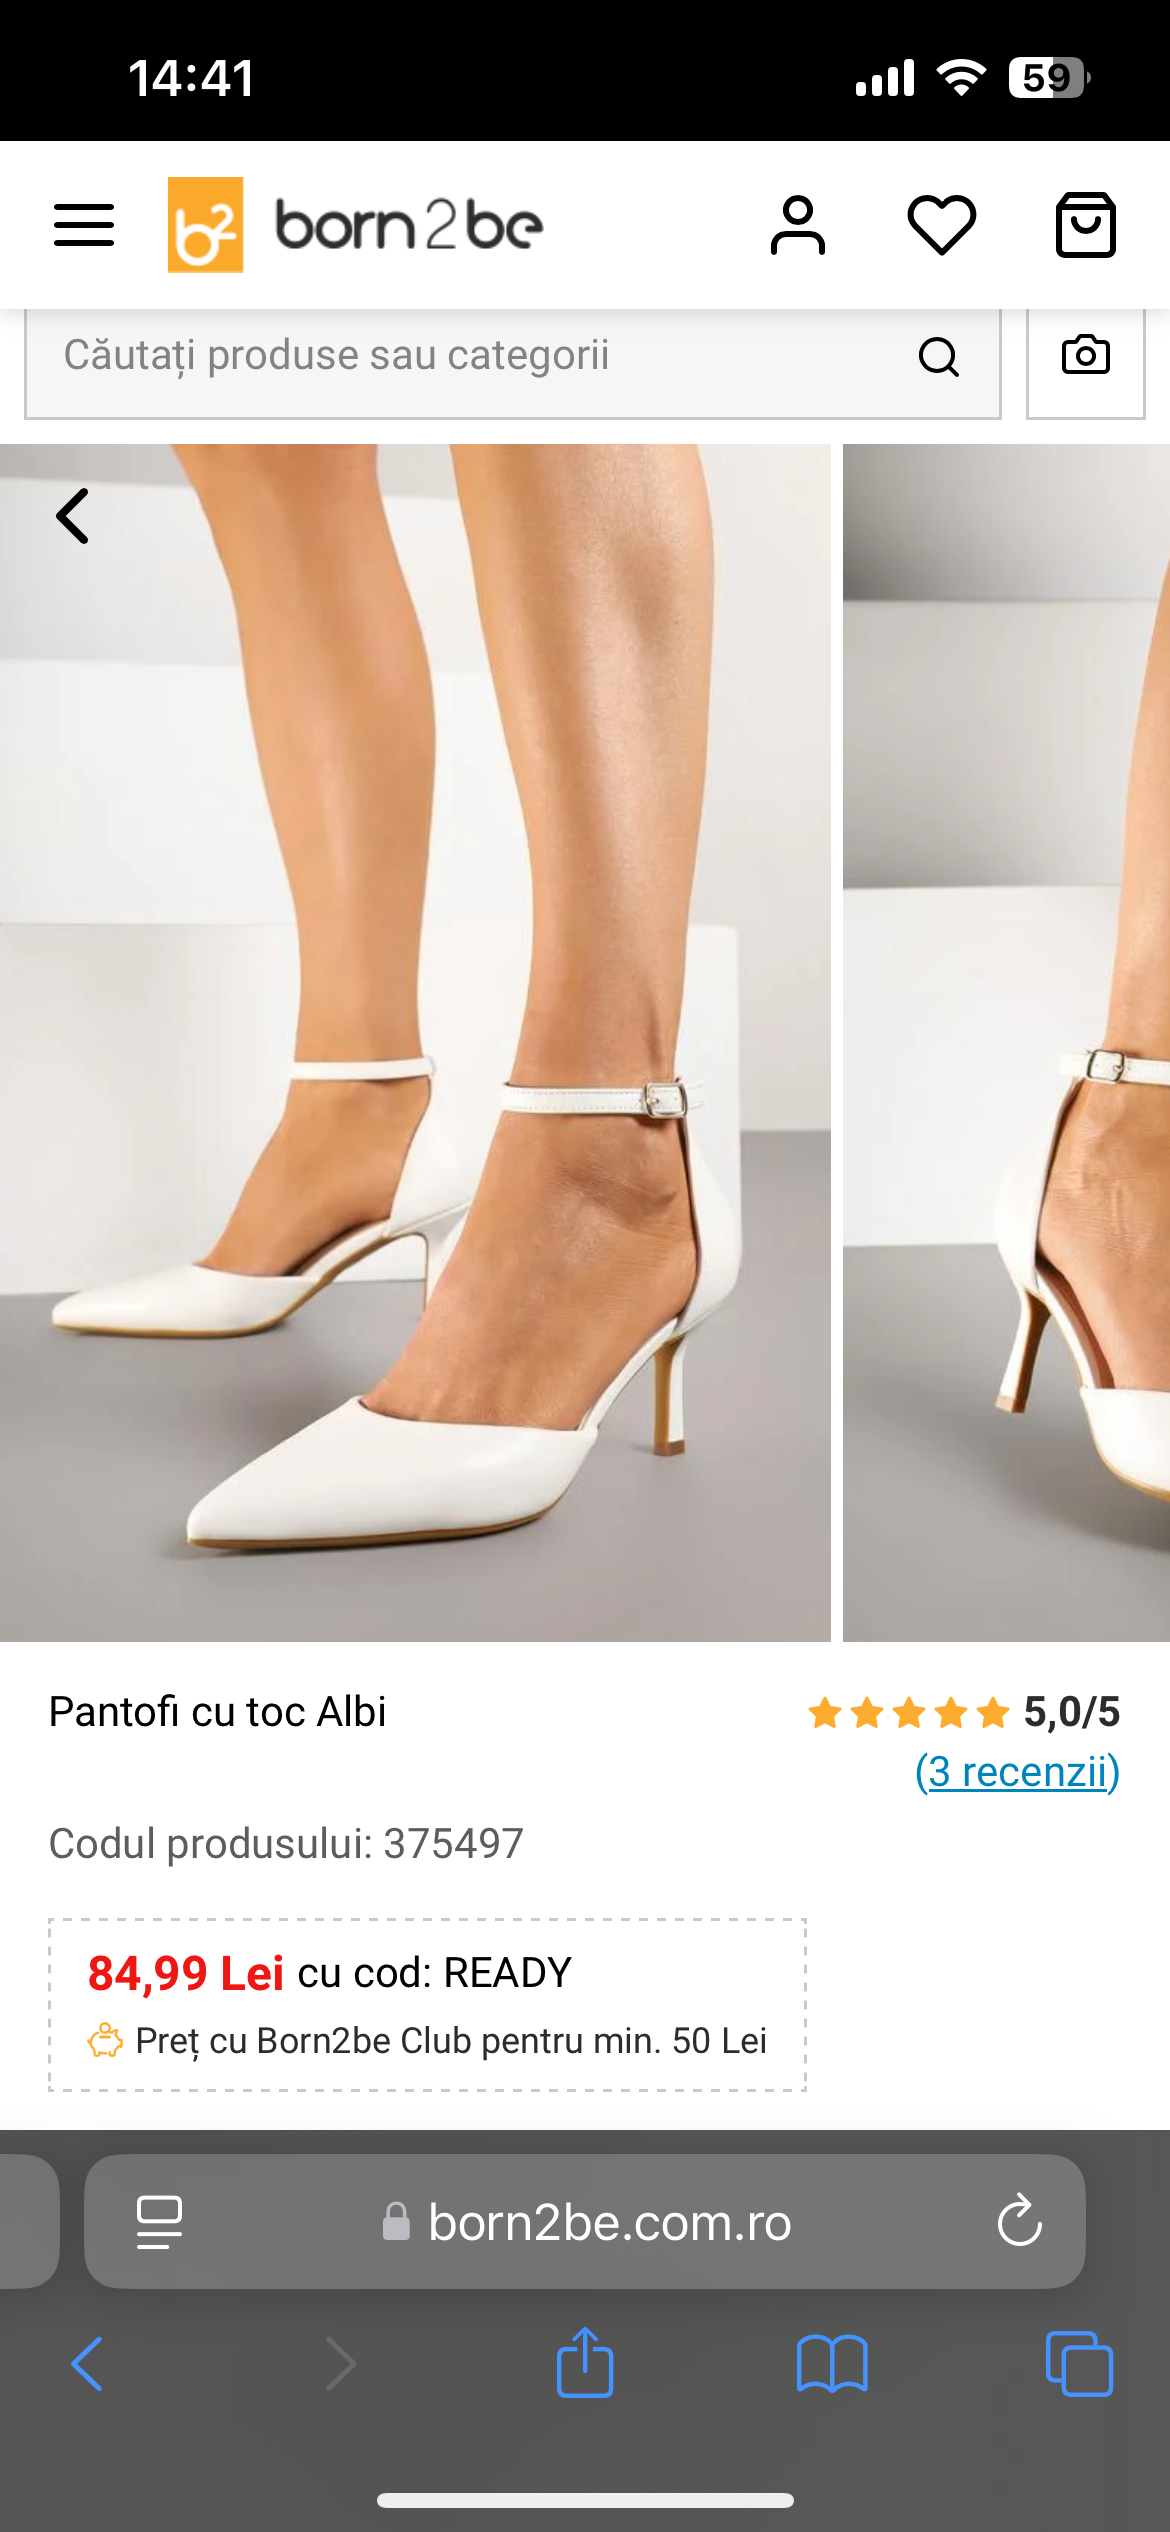 14:41
59
b2 born2be
Căutați produse sau categorii
Pantofi cu toc Albi
5,0/5
(3 recenzii)
Codul produsului: 375497
84,99 Lei cu cod: READY
Preț cu Born2be Club pentru min. 50 Lei
born2be.com.ro